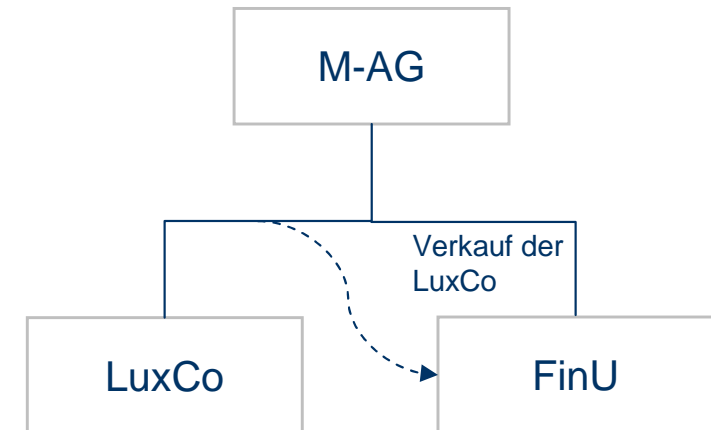 M-AG
Verkauf der
LuxCo
LuxCo
FinU